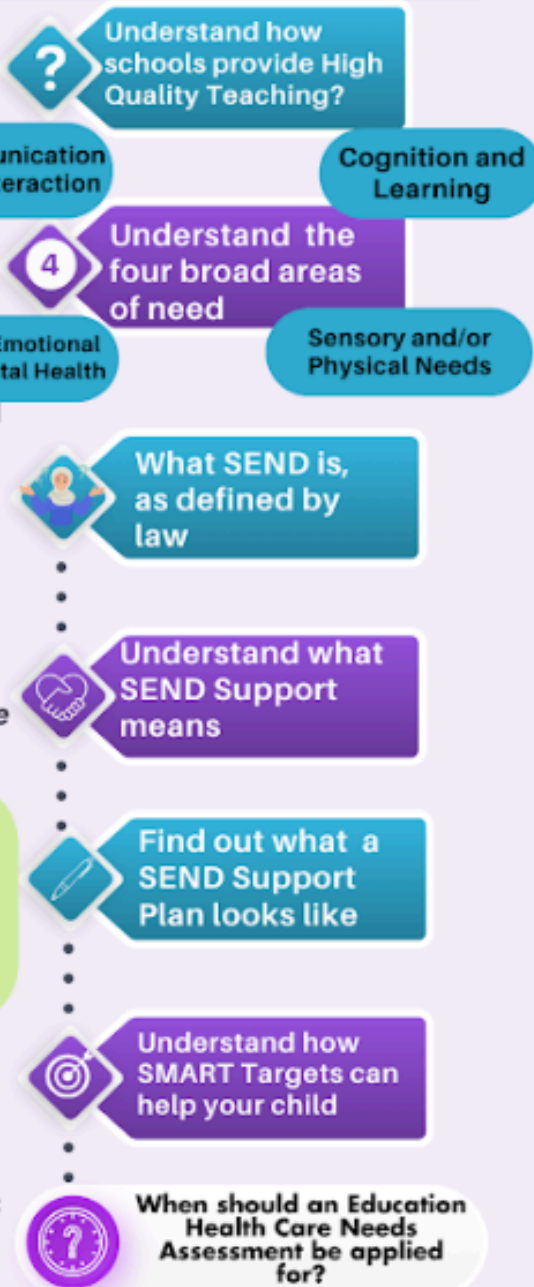 ?
Understand how
schools provide High
Quality Teaching?
Cognition and
Learning
4
Understand the
four broad areas
of need
Emotional
Sensory and/or
Physical Needs
Health
What SEND is,
as defined by
law
Understand what
SEND Support
means
Find out what a
SEND Support
Plan looks like
Understand how
SMART Targets can
help your child
?
When should an Education
Health Care Needs
Assessment be applied
for?